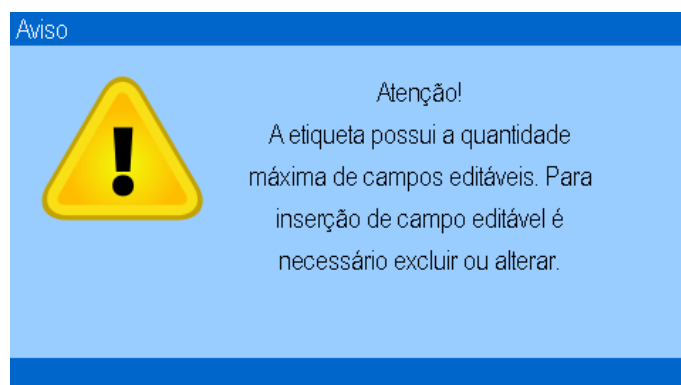 Aviso
Atenção!
A etiqueta possui a quantidade
máxima de campos editáveis. Para
inserção de campo editável é
necessário excluir ou alterar.